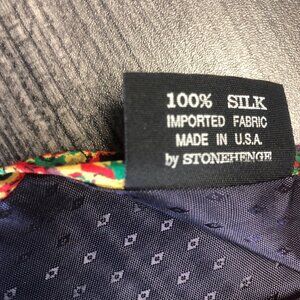 100% SILK
IMPORTED FABRIC
MADE IN U.S.A.
by STONEHENGE